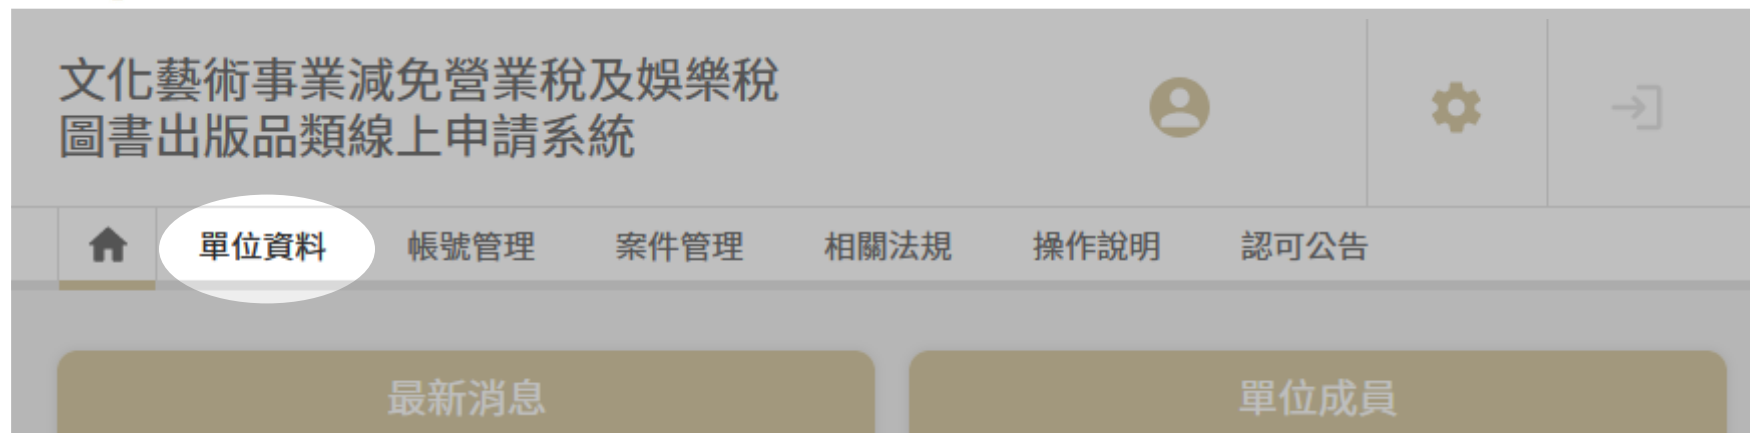 文化藝術事業減免營業稅及娛樂稅
圖書出版品類線上申請系統
單位資料 帳號管理 案件管理 相關法規 操作說明 認可公告
最新消息 單位成員